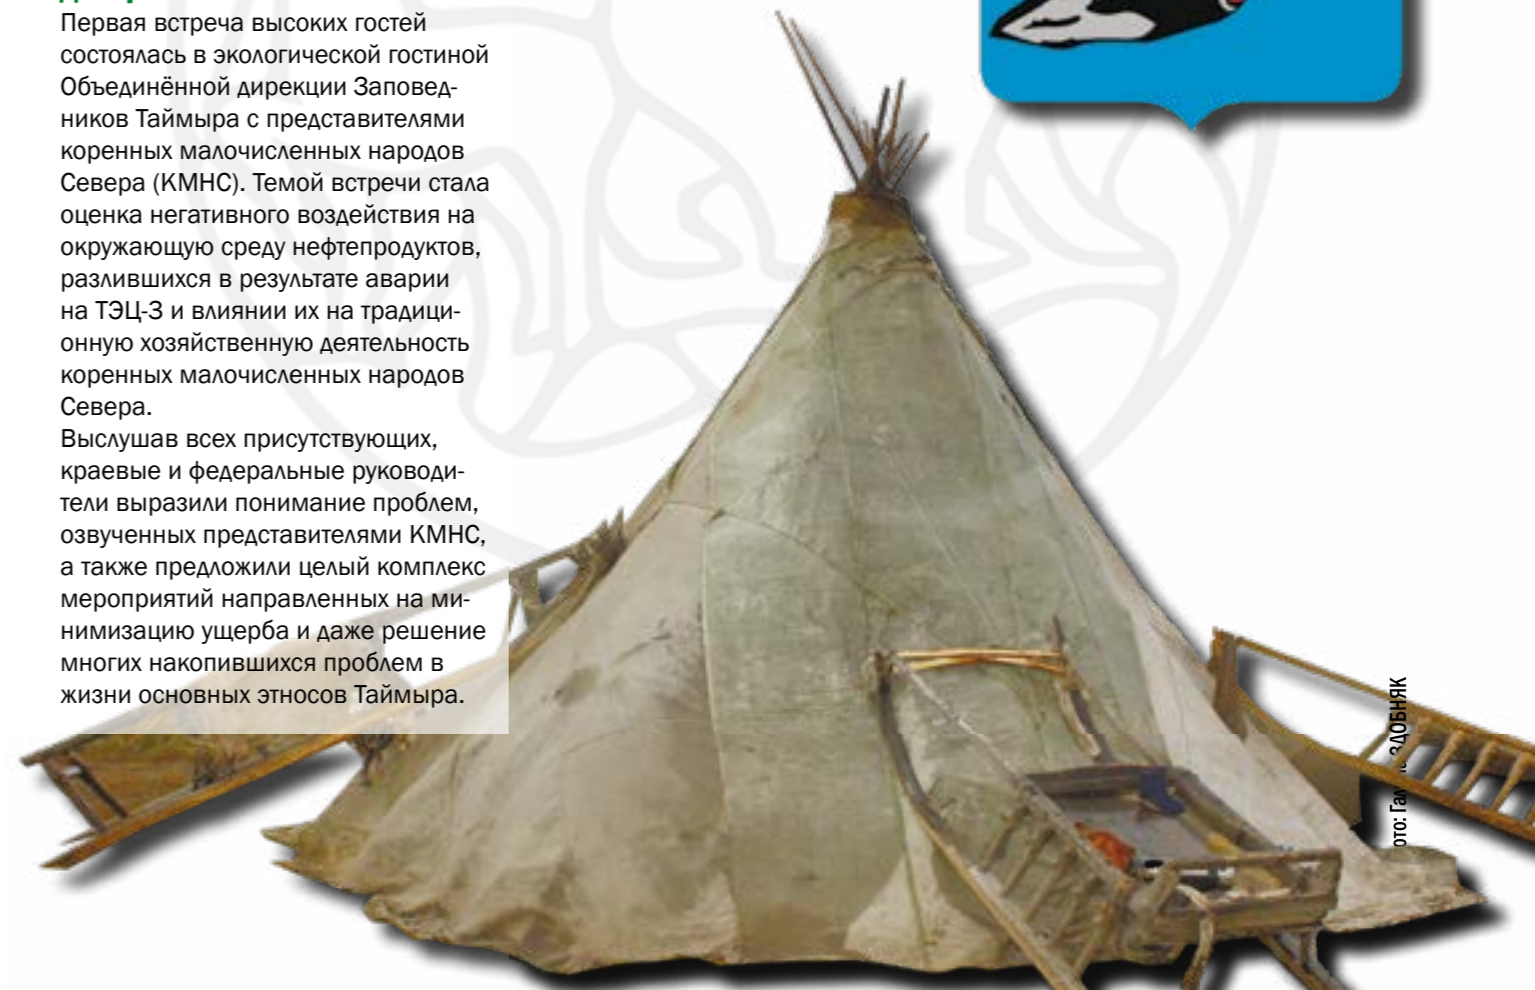 Первая встреча высоких гостей
состоялась в экологической гостиной
Объединённой дирекции Заповед-
ников Таймыра с представителями
коренных малочисленных народов
Севера (КМНС). Темой встречи стала
оценка негативного воздействия на
окружающую среду нефтепродуктов,
разлившихся в результате аварии
на ТЭЦ-3 и влиянии их на традици-
онную хозяйственную деятельность
коренных малочисленных народов
Севера.
Выслушав всех присутствующих,
краевые и федеральные руководи-
тели выразили понимание проблем,
озвученных представителями КМНС,
а также предложили целый комплекс
мероприятий направленных на ми-
нимизацию ущерба и даже решение
многих накопившихся проблем в
жизни основных этносов Таймыра.